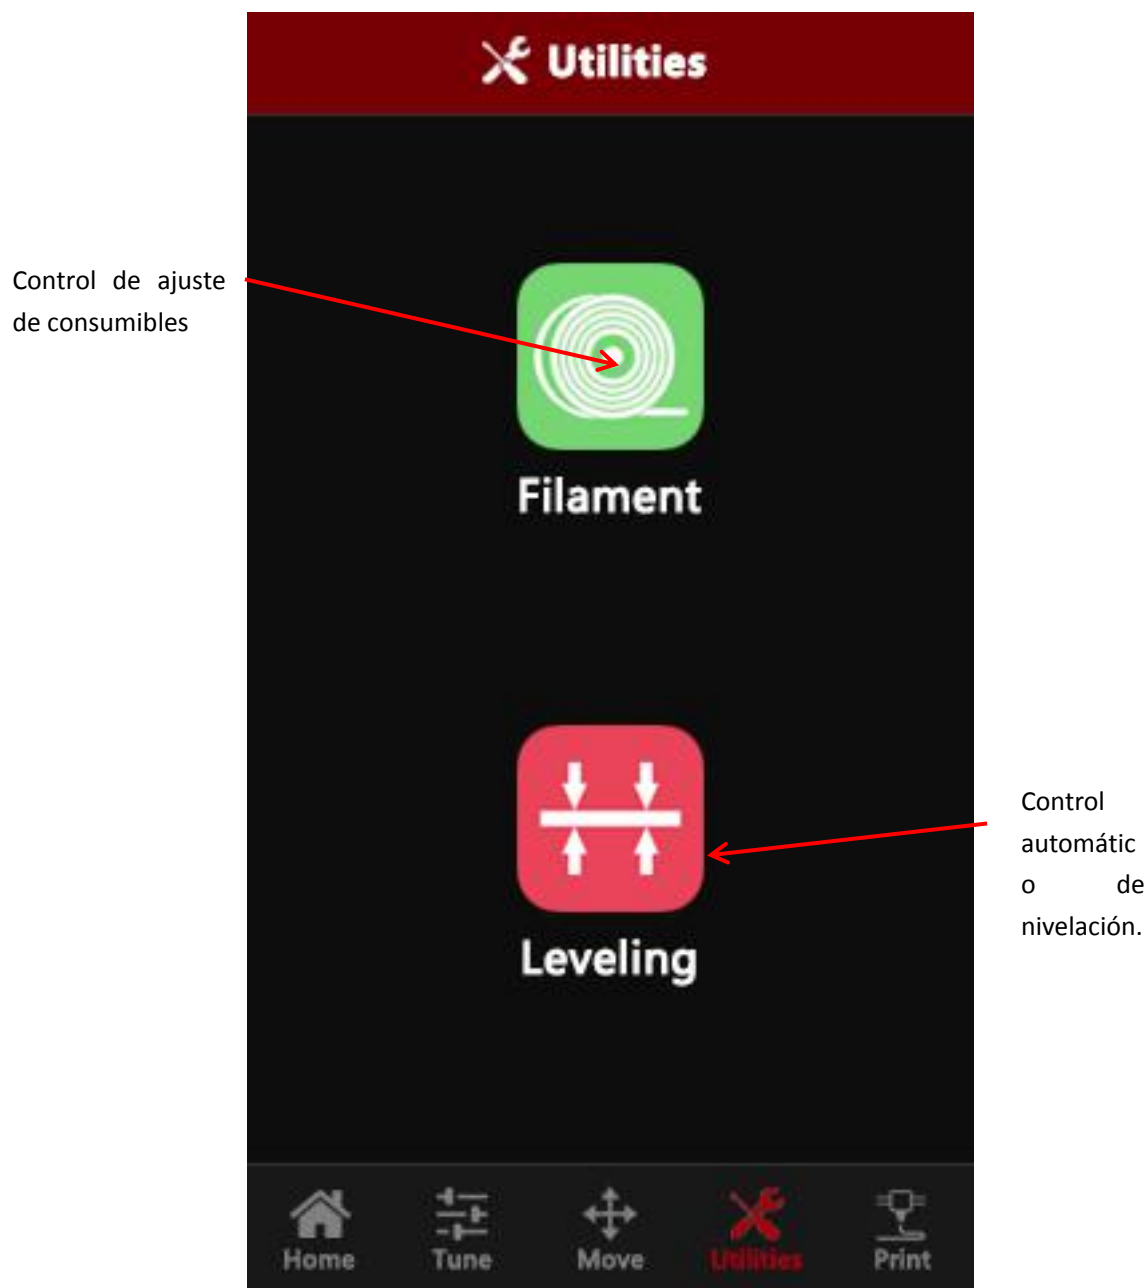 Utilities
Control de ajuste
de consumibles
Filament
Control
automátic
o de
nivelación.
Leveling
Home Tune Move Utilities Print